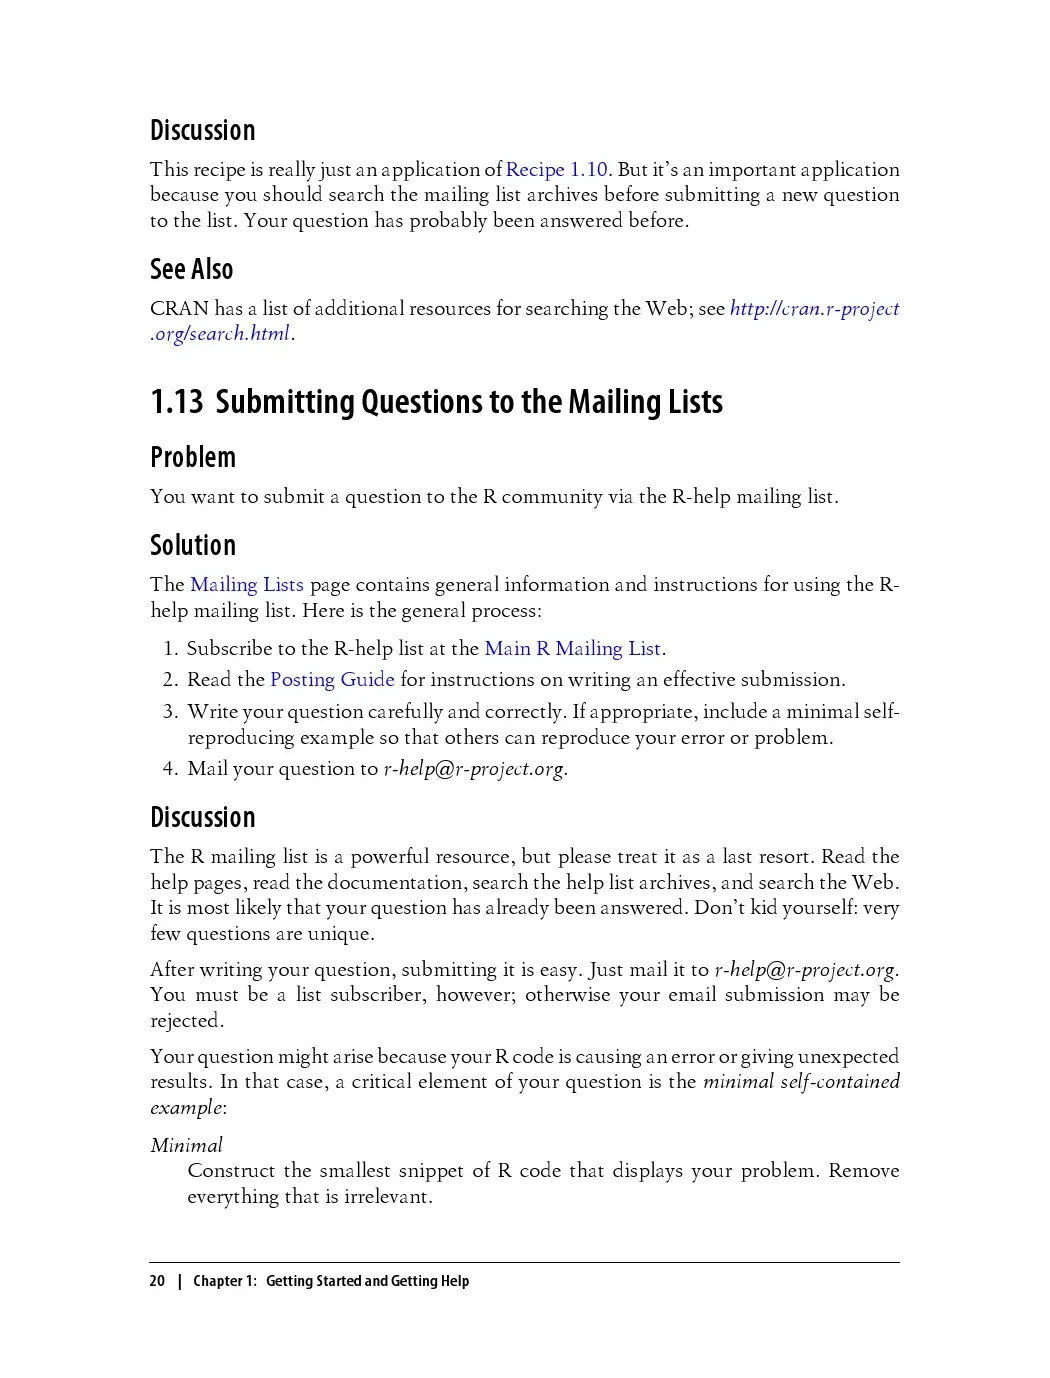 Discussion
This recipe is really just an application of Recipe 1.10. But it's an important application
because you should search the mailing list archives before submitting a new question
to the list. Your question has probably been answered before.
See Also
CRAN has a list of additional resources for searching the Web; see http://cran.r-project
.org/search.html.
1.13 Submitting Questions to the Mailing Lists
Problem
You want to submit a question to the R community via the R-help mailing list.
Solution
The Mailing Lists page contains general information and instructions for using the R-
help mailing list. Here is the general process:
1. Subscribe to the R-help list at the Main R Mailing List.
2. Read the Posting Guide for instructions on writing an effective submission.
3. Write your question carefully and correctly. If appropriate, include a minimal self-
reproducing example so that others can reproduce your error or problem.
4. Mail your question to r-help@r-project.org.
Discussion
The R mailing list is a powerful resource, but please treat it as a last resort. Read the
help pages, read the documentation, search the help list archives, and search the Web.
It is most likely that your question has already been answered. Don't kid yourself: very
few questions are unique.
After writing your question, submitting it is easy. Just mail it to r-help@r-project.org.
You must be a list subscriber, however; otherwise your email submission may be
rejected.
Your question might arise because your R code is causing an error or giving unexpected
results. In that case, a critical element of your question is the minimal self-contained
example:
Minimal
Construct the smallest snippet of R code that displays your problem. Remove
everything that is irrelevant.
20 | Chapter 1: Getting Started and Getting Help